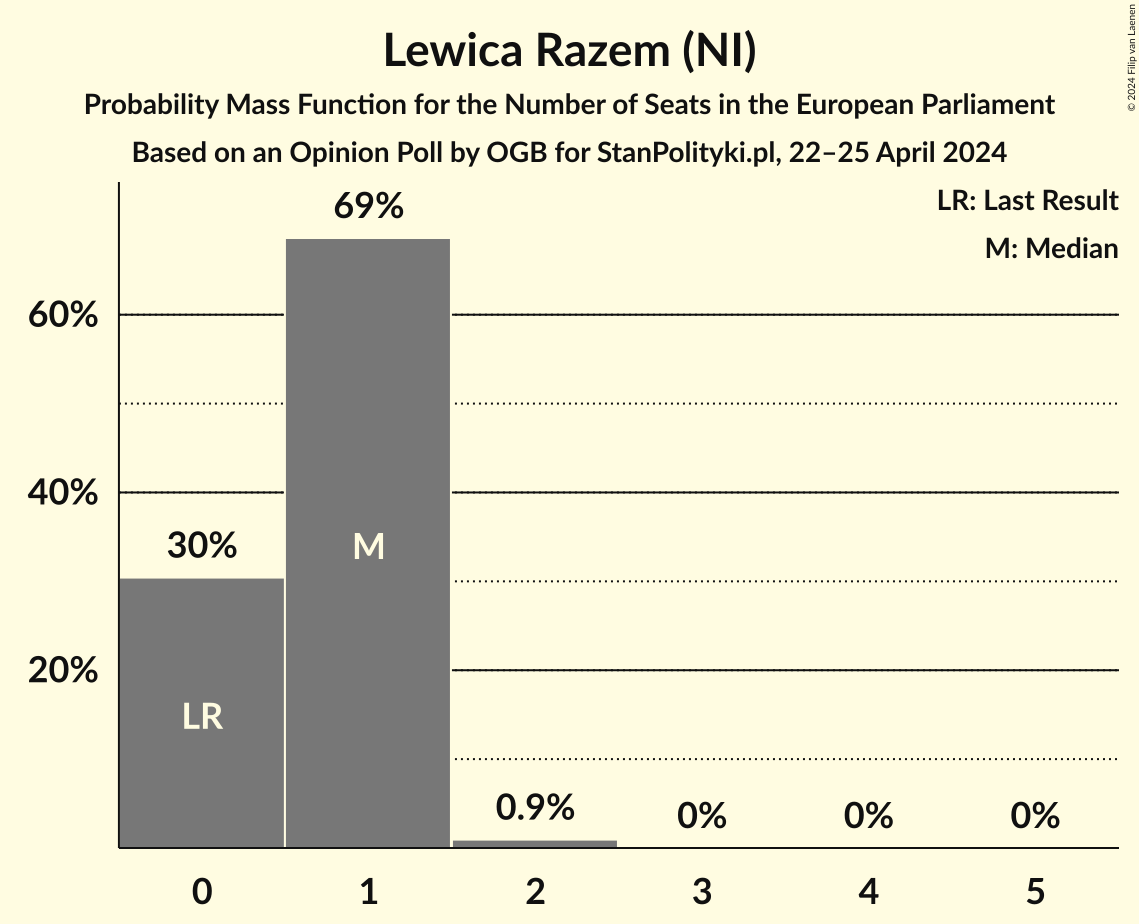 Lewica Razem (NI)
Probability Mass Function for the Number of Seats in the European Parliament
Based on an Opinion Poll by OGB for StanPolityki.pl, 22–25 April 2024
© 2024 Filip van Laenen
LR: Last Result
M: Median
69%
60%
40%
30%
M
20%
LR
0.9%
0%
0%
0%
0
1
2
3
4
5